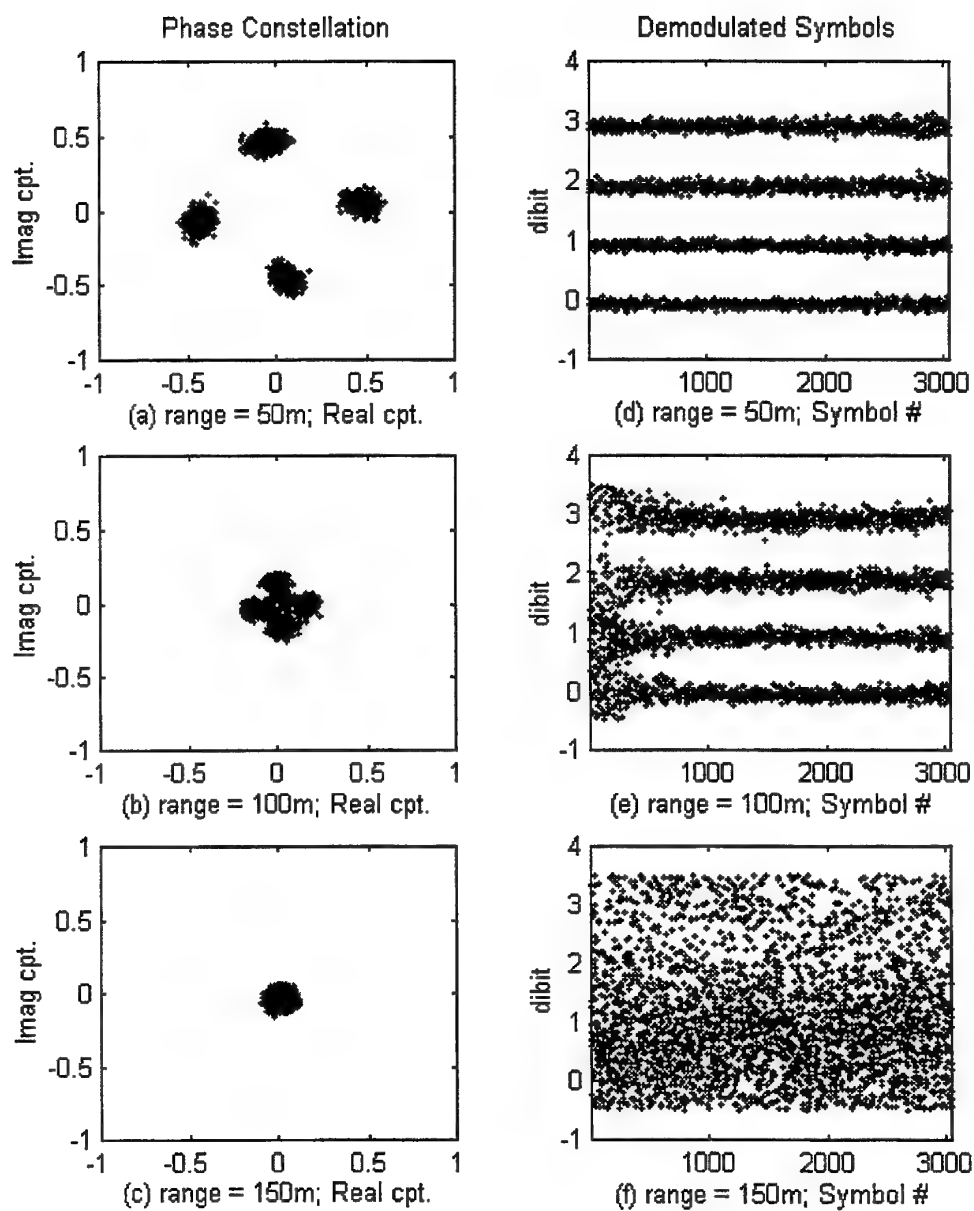 Phase Constellation
Demodulated Symbols
1
0.5
0
-0.5
-1
Imag cpt.
-1 -0.5 0 0.5 1
(a) range = 50m; Real cpt.
4
3
2
1
0
-1
dibit
1000 2000 3000
(d) range = 50m; Symbol #
1
0.5
0
-0.5
-1
Imag cpt.
-1 -0.5 0 0.5 1
(b) range = 100m; Real cpt.
4
3
2
1
0
-1
dibit
1000 2000 3000
(e) range = 100m; Symbol #
1
0.5
0
-0.5
-1
Imag cpt.
-1 -0.5 0 0.5 1
(c) range = 150m; Real cpt.
4
3
2
1
0
-1
dibit
1000 2000 3000
(f) range = 150m; Symbol #